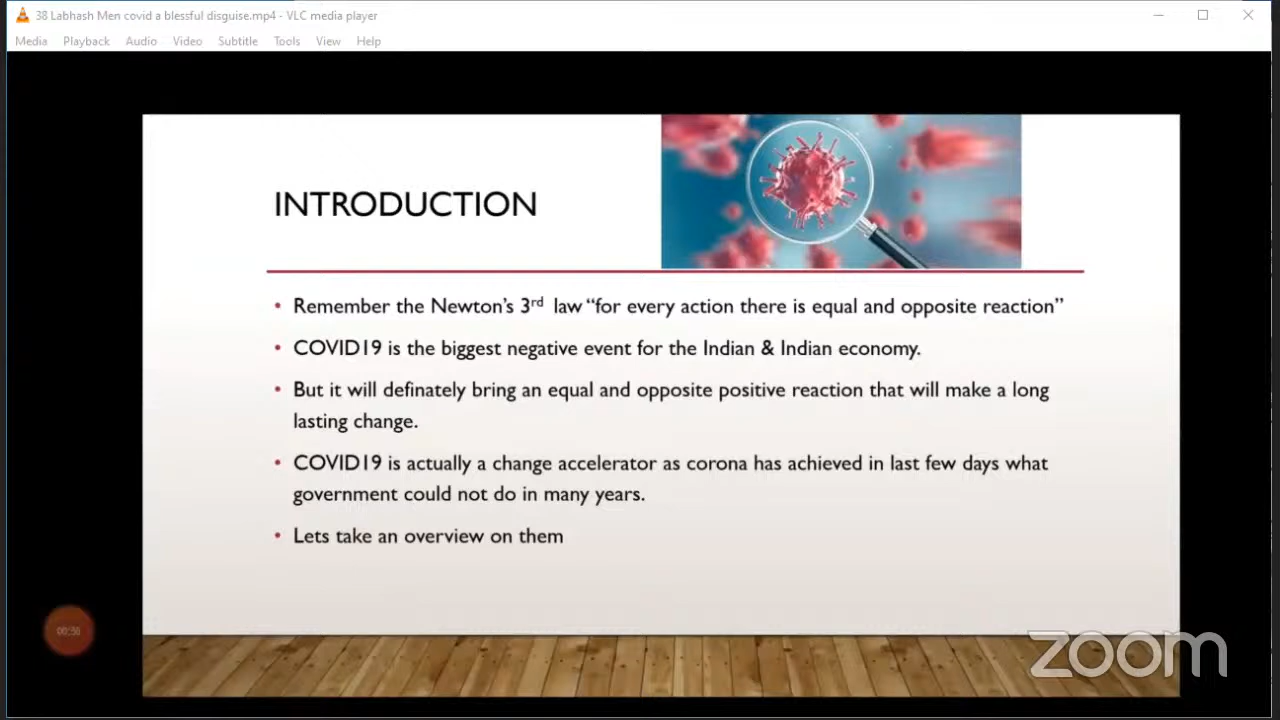 38 Labhash Men covid a blessful disguise.mp4 - VLC media player
Media Playback Audio Video Subtitle Tools View Help
INTRODUCTION
• Remember the Newton's 3rd law “for every action there is equal and opposite reaction”
• COVID19 is the biggest negative event for the Indian & Indian economy.
• But it will definately bring an equal and opposite positive reaction that will make a long
lasting change.
• COVID19 is actually a change accelerator as corona has achieved in last few days what
government could not do in many years.
• Lets take an overview on them
zoom